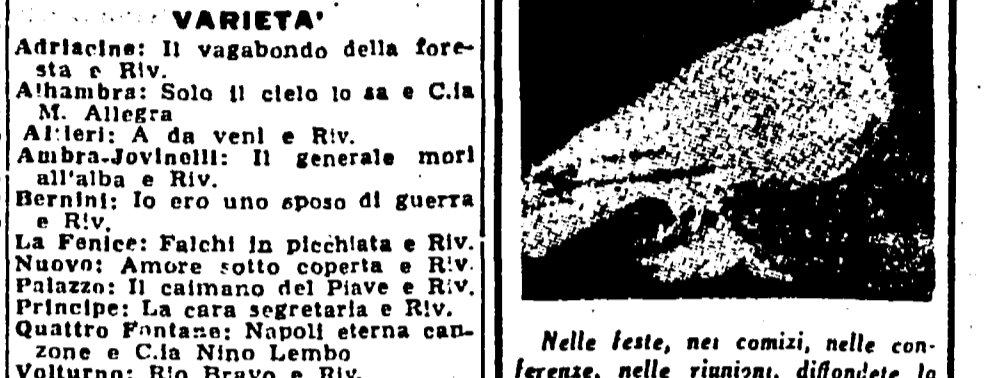 VARIETA'
Adriacine: Il vagabondo della fore-
sta e Riv.
Alhambra: Solo il cielo lo sa e C.ia
M. Allegra
Altieri: A da veni e Riv.
Ambra-Jovinelli: Il generale morì
all'alba e Riv.
Bernini: Io ero uno sposo di guerra
e Riv.
La Fenice: Falchi in picchiata e Riv.
Nuovo: Amore sotto coperta e Riv.
Palazzo: Il caimano del Piave e Riv.
Principe: La cara segretaria e Riv.
Quattro Fontane: Napoli eterna can-
zone e C.ia Nino Lembo
Volturno: Rio Bravo e Riv.
Nelle feste, nei comizi, nelle con-
ferenze, nelle riunioni, diffondete la